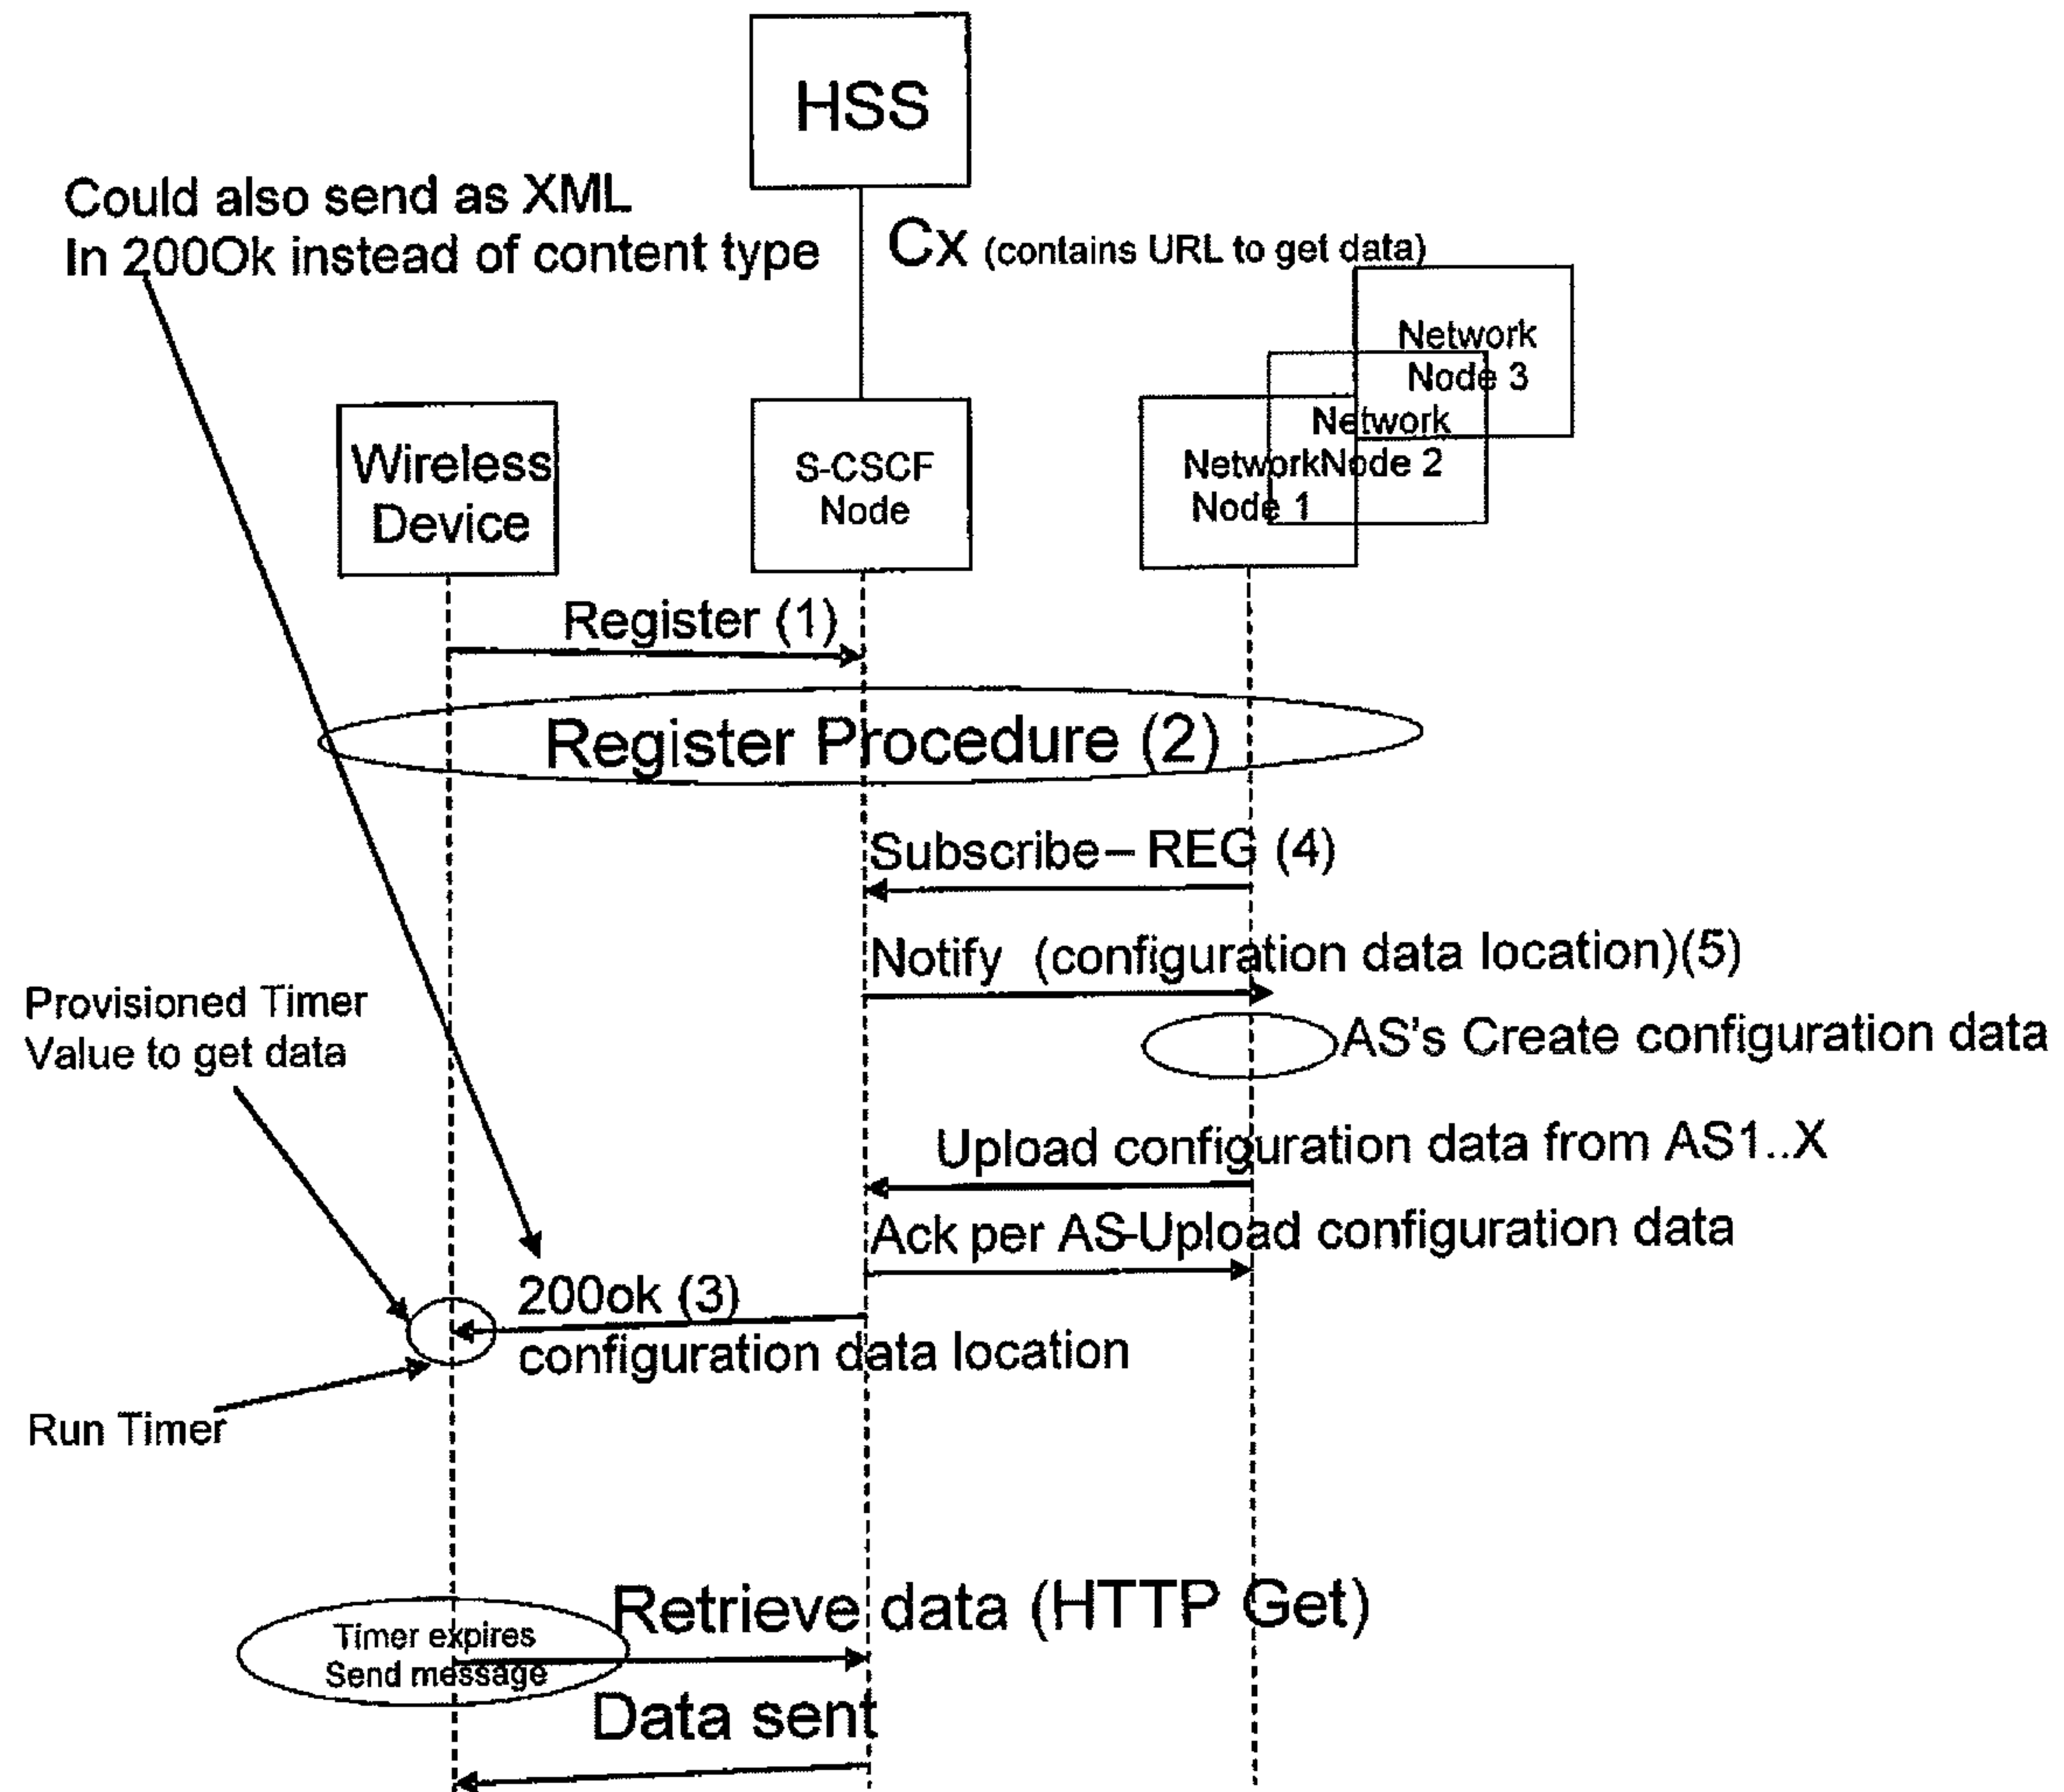 HSS
Could also send as XML
In 200Ok instead of content type
Cx (contains URL to get data)
Network
Node 3
Network
Node 2
Network
Node 1
Wireless
Device
S-CSCF
Node
Register (1)
Register Procedure (2)
Subscribe – REG (4)
Notify (configuration data location)(5)
Provisioned Timer
Value to get data
AS's Create configuration data
Upload configuration data from AS1..X
Ack per AS-Upload configuration data
200ok (3)
configuration data location
Run Timer
Retrieve data (HTTP Get)
Timer expires
Send message
Data sent